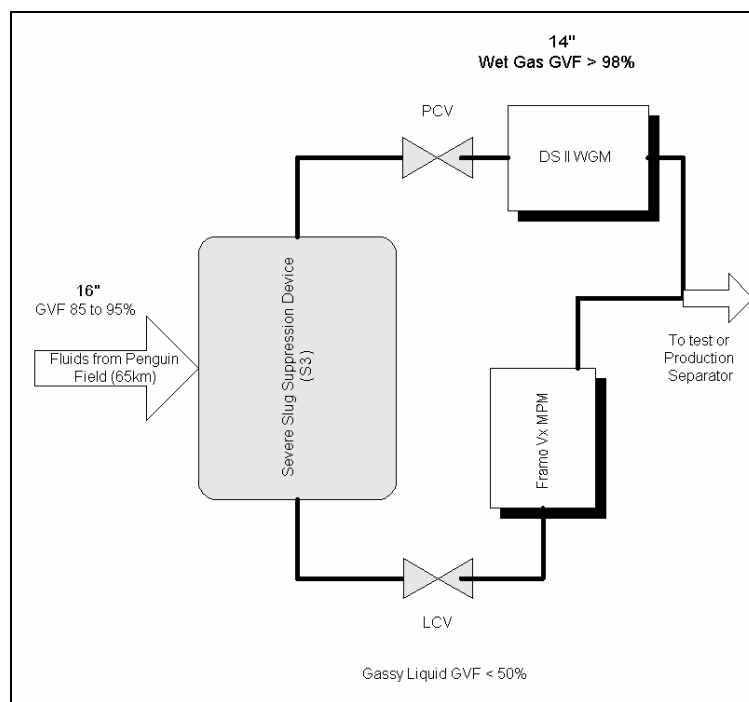 14"
Wet Gas GVF > 98%
PCV
DS II WGM
16"
GVF 85 to 95%
Fluids from Penguin
Field (65km)
Severe Slug Suppression Device
(S3)
To test or
Production
Separator
Framo Vx MPM
LCV
Gassy Liquid GVF < 50%